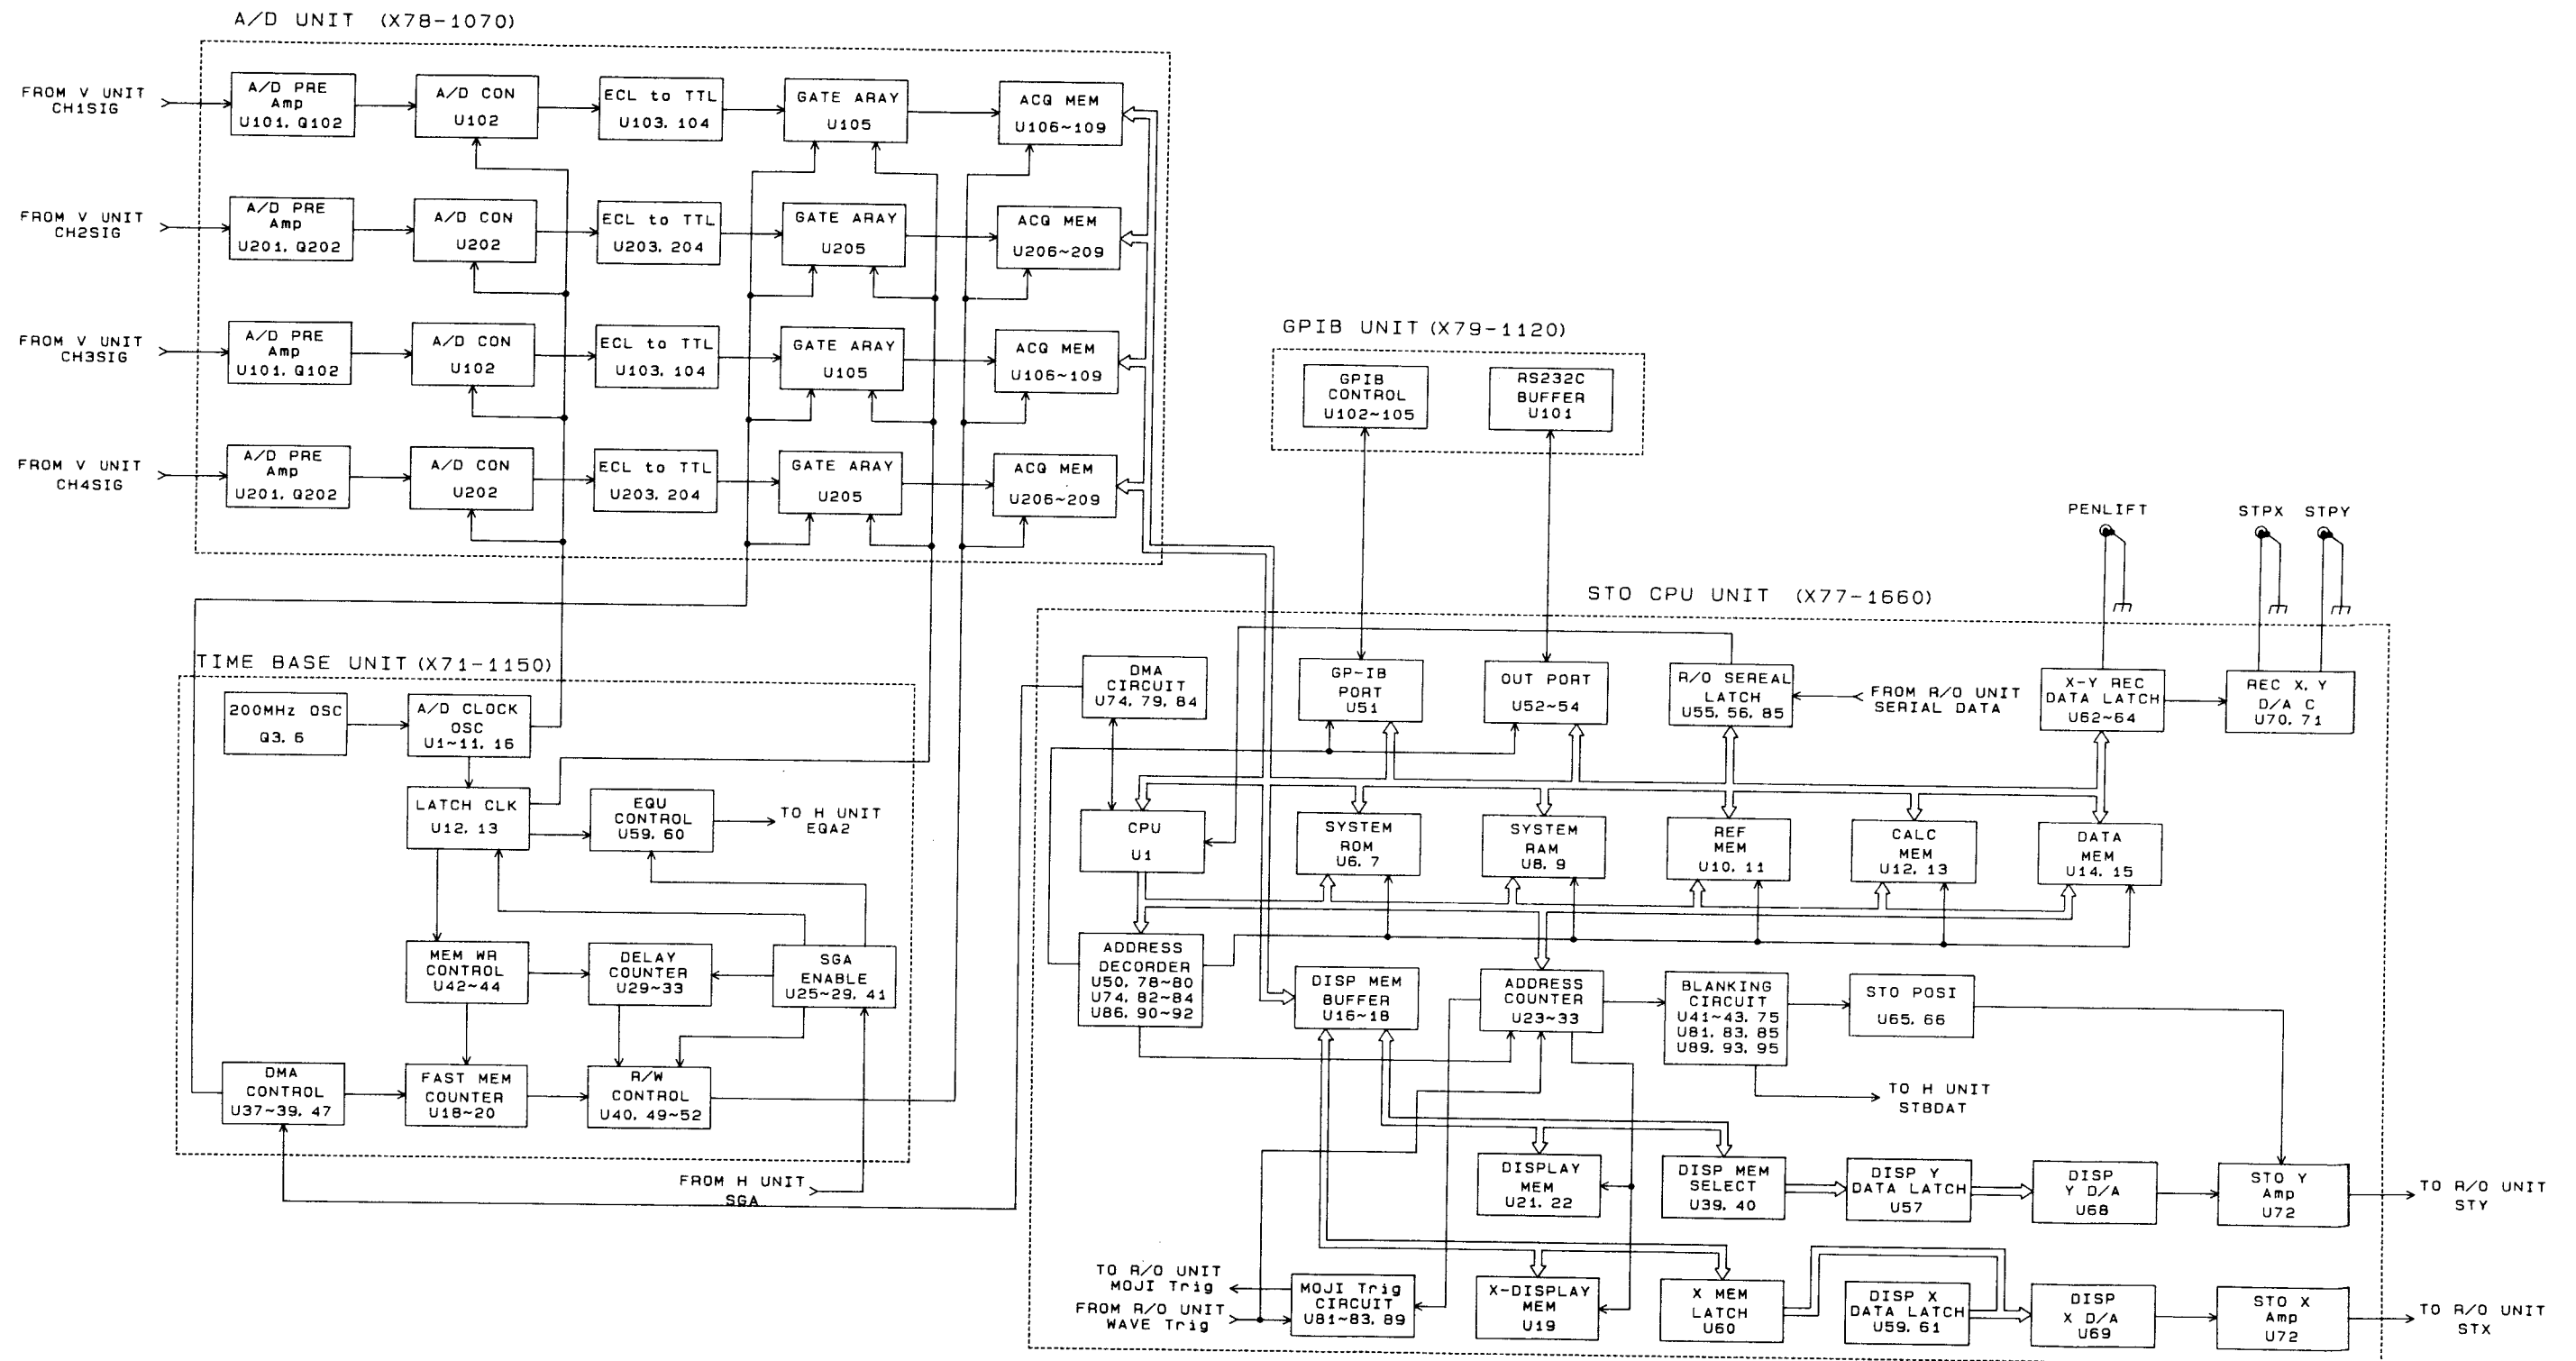 A/D UNIT (X78-1070)
FROM V UNIT
CH1SIG
A/D PRE
Amp
U101, Q102
A/D CON
U102
ECL to TTL
U103, 104
GATE ARAY
U105
ACQ MEM
U106~109
FROM V UNIT
CH2SIG
A/D PRE
Amp
U201, Q202
A/D CON
U202
ECL to TTL
U203, 204
GATE ARAY
U205
ACQ MEM
U206~209
FROM V UNIT
CH3SIG
A/D PRE
Amp
U101, Q102
A/D CON
U102
ECL to TTL
U103, 104
GATE ARAY
U105
ACQ MEM
U106~109
FROM V UNIT
CH4SIG
A/D PRE
Amp
U201, Q202
A/D CON
U202
ECL to TTL
U203, 204
GATE ARAY
U205
ACQ MEM
U206~209
GPIB UNIT (X79-1120)
GPIB
CONTROL
U102~105
RS232C
BUFFER
U101
PENLIFT
STPX
STPY
TIME BASE UNIT (X71-1150)
200MHz OSC
Q3, 6
A/D CLOCK
OSC
U1~11, 16
LATCH CLK
U12, 13
EQU
CONTROL
U59, 60
TO H UNIT
EQA2
MEM WR
CONTROL
U42~44
DELAY
COUNTER
U29~33
SGA
ENABLE
U25~29, 41
DMA
CONTROL
U37~39, 47
FAST MEM
COUNTER
U18~20
R/W
CONTROL
U40, 49~52
FROM H UNIT
SGA
STO CPU UNIT (X77-1660)
DMA
CIRCUIT
U74, 79, 84
GP-IB
PORT
U51
OUT PORT
U52~54
R/O SEREAL
LATCH
U55, 56, 85
FROM R/O UNIT
SERIAL DATA
X-Y REC
DATA LATCH
U62~64
REC X, Y
D/A C
U70, 71
CPU
U1
SYSTEM
ROM
U6, 7
SYSTEM
RAM
U8, 9
REF
MEM
U10, 11
CALC
MEM
U12, 13
DATA
MEM
U14, 15
ADDRESS
DECORDER
U50, 78~80
U74, 82~84
U86, 90~92
DISP MEM
BUFFER
U16~18
ADDRESS
COUNTER
U23~33
BLANKING
CIRCUIT
U41~43, 75
U81, 83, 85
U89, 93, 95
STO POSI
U65, 66
TO H UNIT
STBDAT
DISPLAY
MEM
U21, 22
DISP MEM
SELECT
U39, 40
DISP Y
DATA LATCH
U57
DISP
Y D/A
U68
STO Y
Amp
U72
TO R/O UNIT
STY
TO R/O UNIT
MOJI Trig
FROM R/O UNIT
WAVE Trig
MOJI Trig
CIRCUIT
U81~83, 89
X-DISPLAY
MEM
U19
X MEM
LATCH
U60
DISP X
DATA LATCH
U59, 61
DISP
X D/A
U69
STO X
Amp
U72
TO R/O UNIT
STX